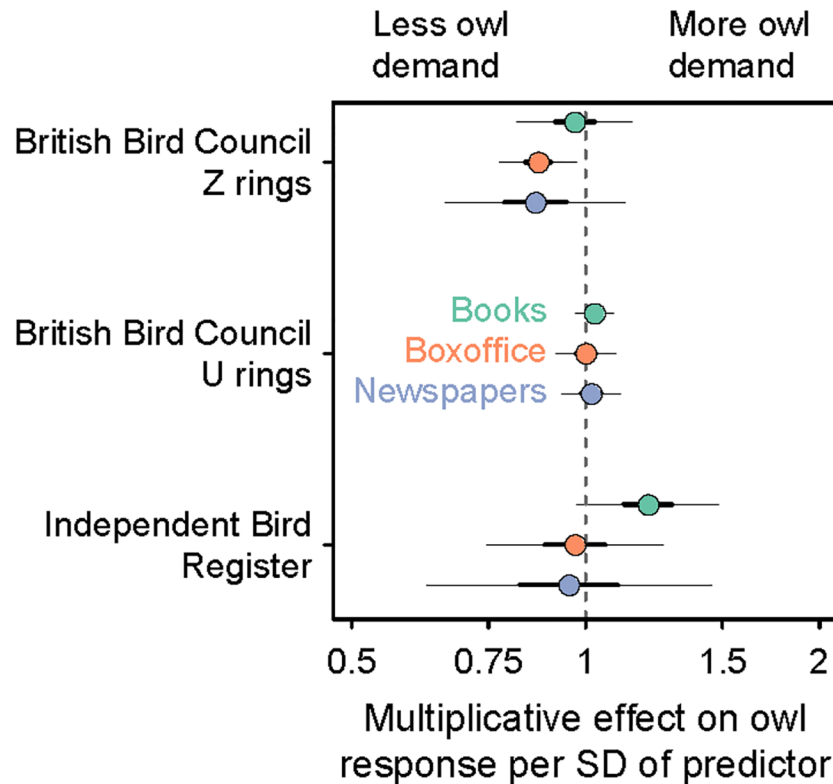 Less owl
demand
More owl
demand
British Bird Council
Z rings
British Bird Council
U rings
Books
Boxoffice
Newspapers
Independent Bird
Register
0.5 0.75 1 1.5 2
Multiplicative effect on owl
response per SD of predictor